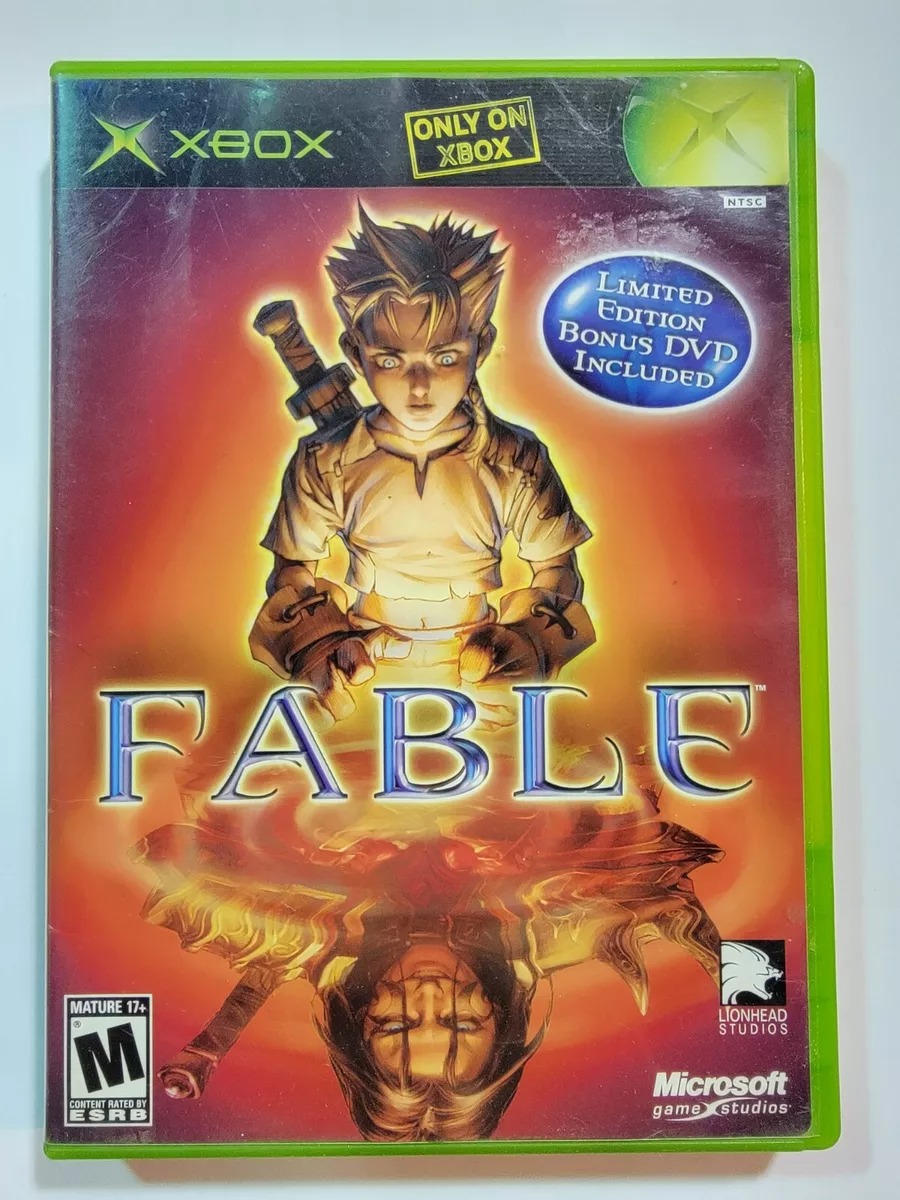 XBOX
ONLY ON
XBOX
NTSC
LIMITED
EDITION
BONUS DVD
INCLUDED
FABLE™
MATURE 17+
M
®
CONTENT RATED BY
ESRB
LIONHEAD
STUDIOS
Microsoft
game studios